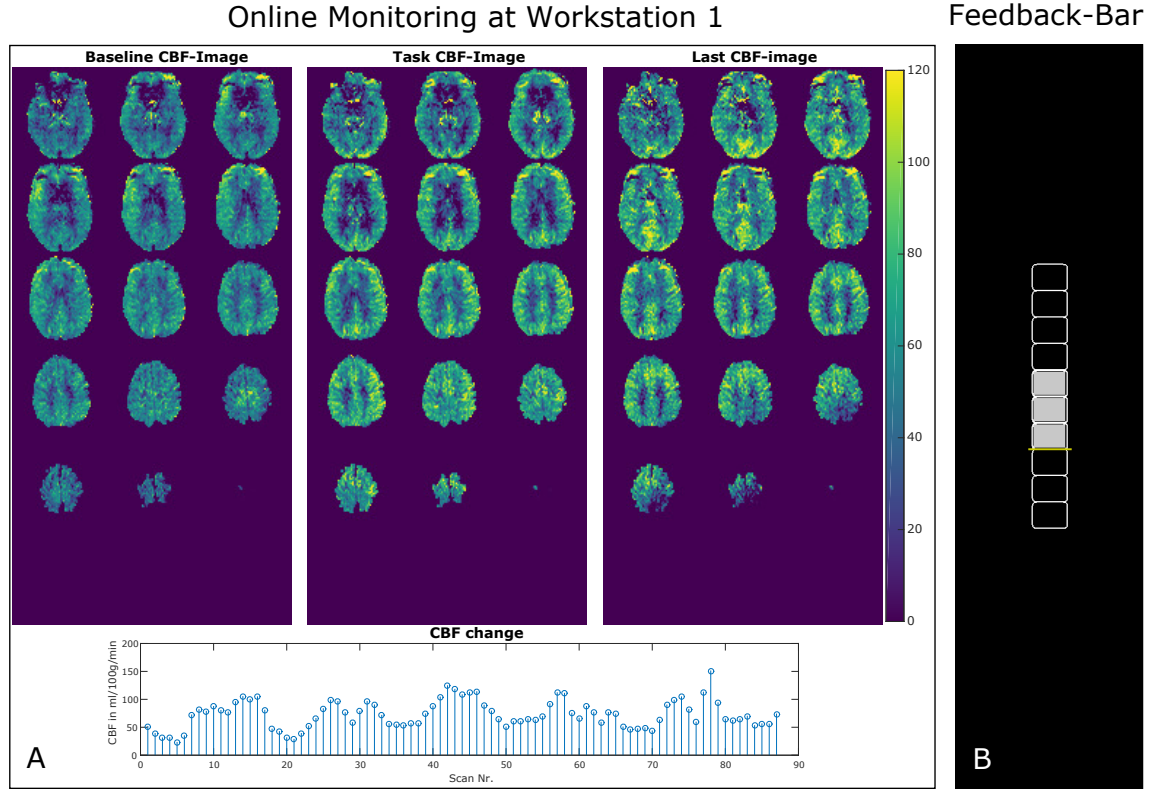 Online Monitoring at Workstation 1
Feedback-Bar
Baseline CBF-Image
Task CBF-Image
Last CBF-image
120
100
80
60
40
20
0
CBF change
CBF in ml/100g/min
200
150
100
50
0
0 10 20 30 40 50 60 70 80 90
Scan Nr.
A
B